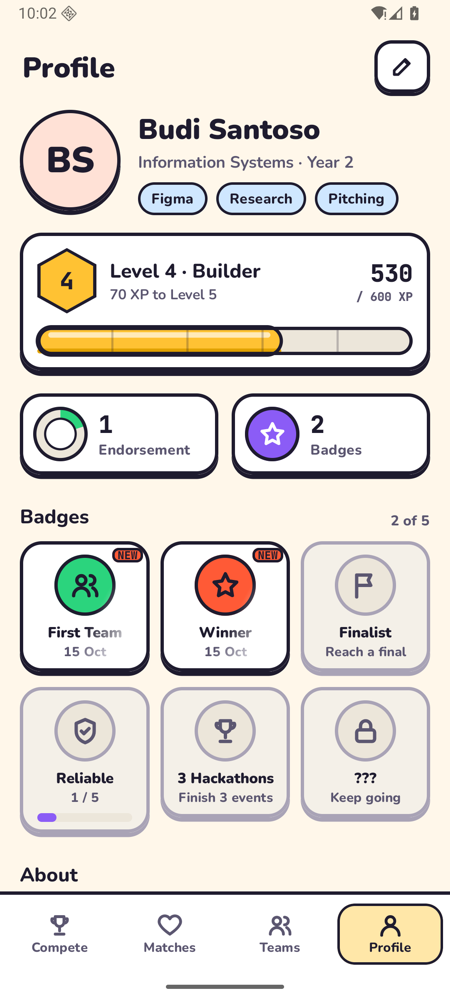 10:02
Profile
BS
Budi Santoso
Information Systems · Year 2
Figma Research Pitching
4
Level 4 · Builder
70 XP to Level 5
530
/ 600 XP
1
Endorsement
2
Badges
Badges
2 of 5
NEW
First Team
15 Oct
NEW
Winner
15 Oct
Finalist
Reach a final
Reliable
1 / 5
3 Hackathons
Finish 3 events
???
Keep going
About
Compete Matches Teams Profile